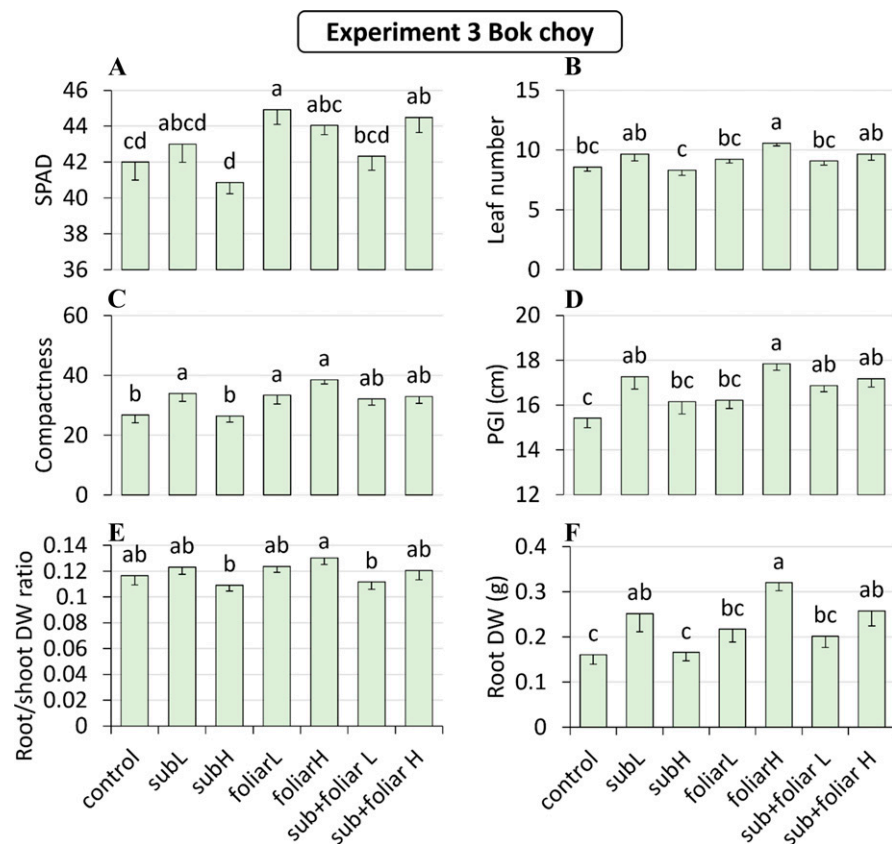 Experiment 3 Bok choy
A
SPAD
46
44
42
40
38
36
cd
abcd
d
a
abc
bcd
ab
B
Leaf number
15
10
5
0
bc
ab
c
bc
a
bc
ab
C
Compactness
60
40
20
0
b
a
b
a
a
ab
ab
D
PGI (cm)
20
18
16
14
12
c
ab
bc
bc
a
ab
ab
E
Root/shoot DW ratio
0.14
0.12
0.1
0.08
0.06
0.04
0.02
0
ab
ab
b
ab
a
b
ab
control
subL
subH
foliarL
foliarH
sub+foliar L
sub+foliar H
F
Root DW (g)
0.4
0.3
0.2
0.1
0
c
ab
c
bc
a
bc
ab
control
subL
subH
foliarL
foliarH
sub+foliar L
sub+foliar H